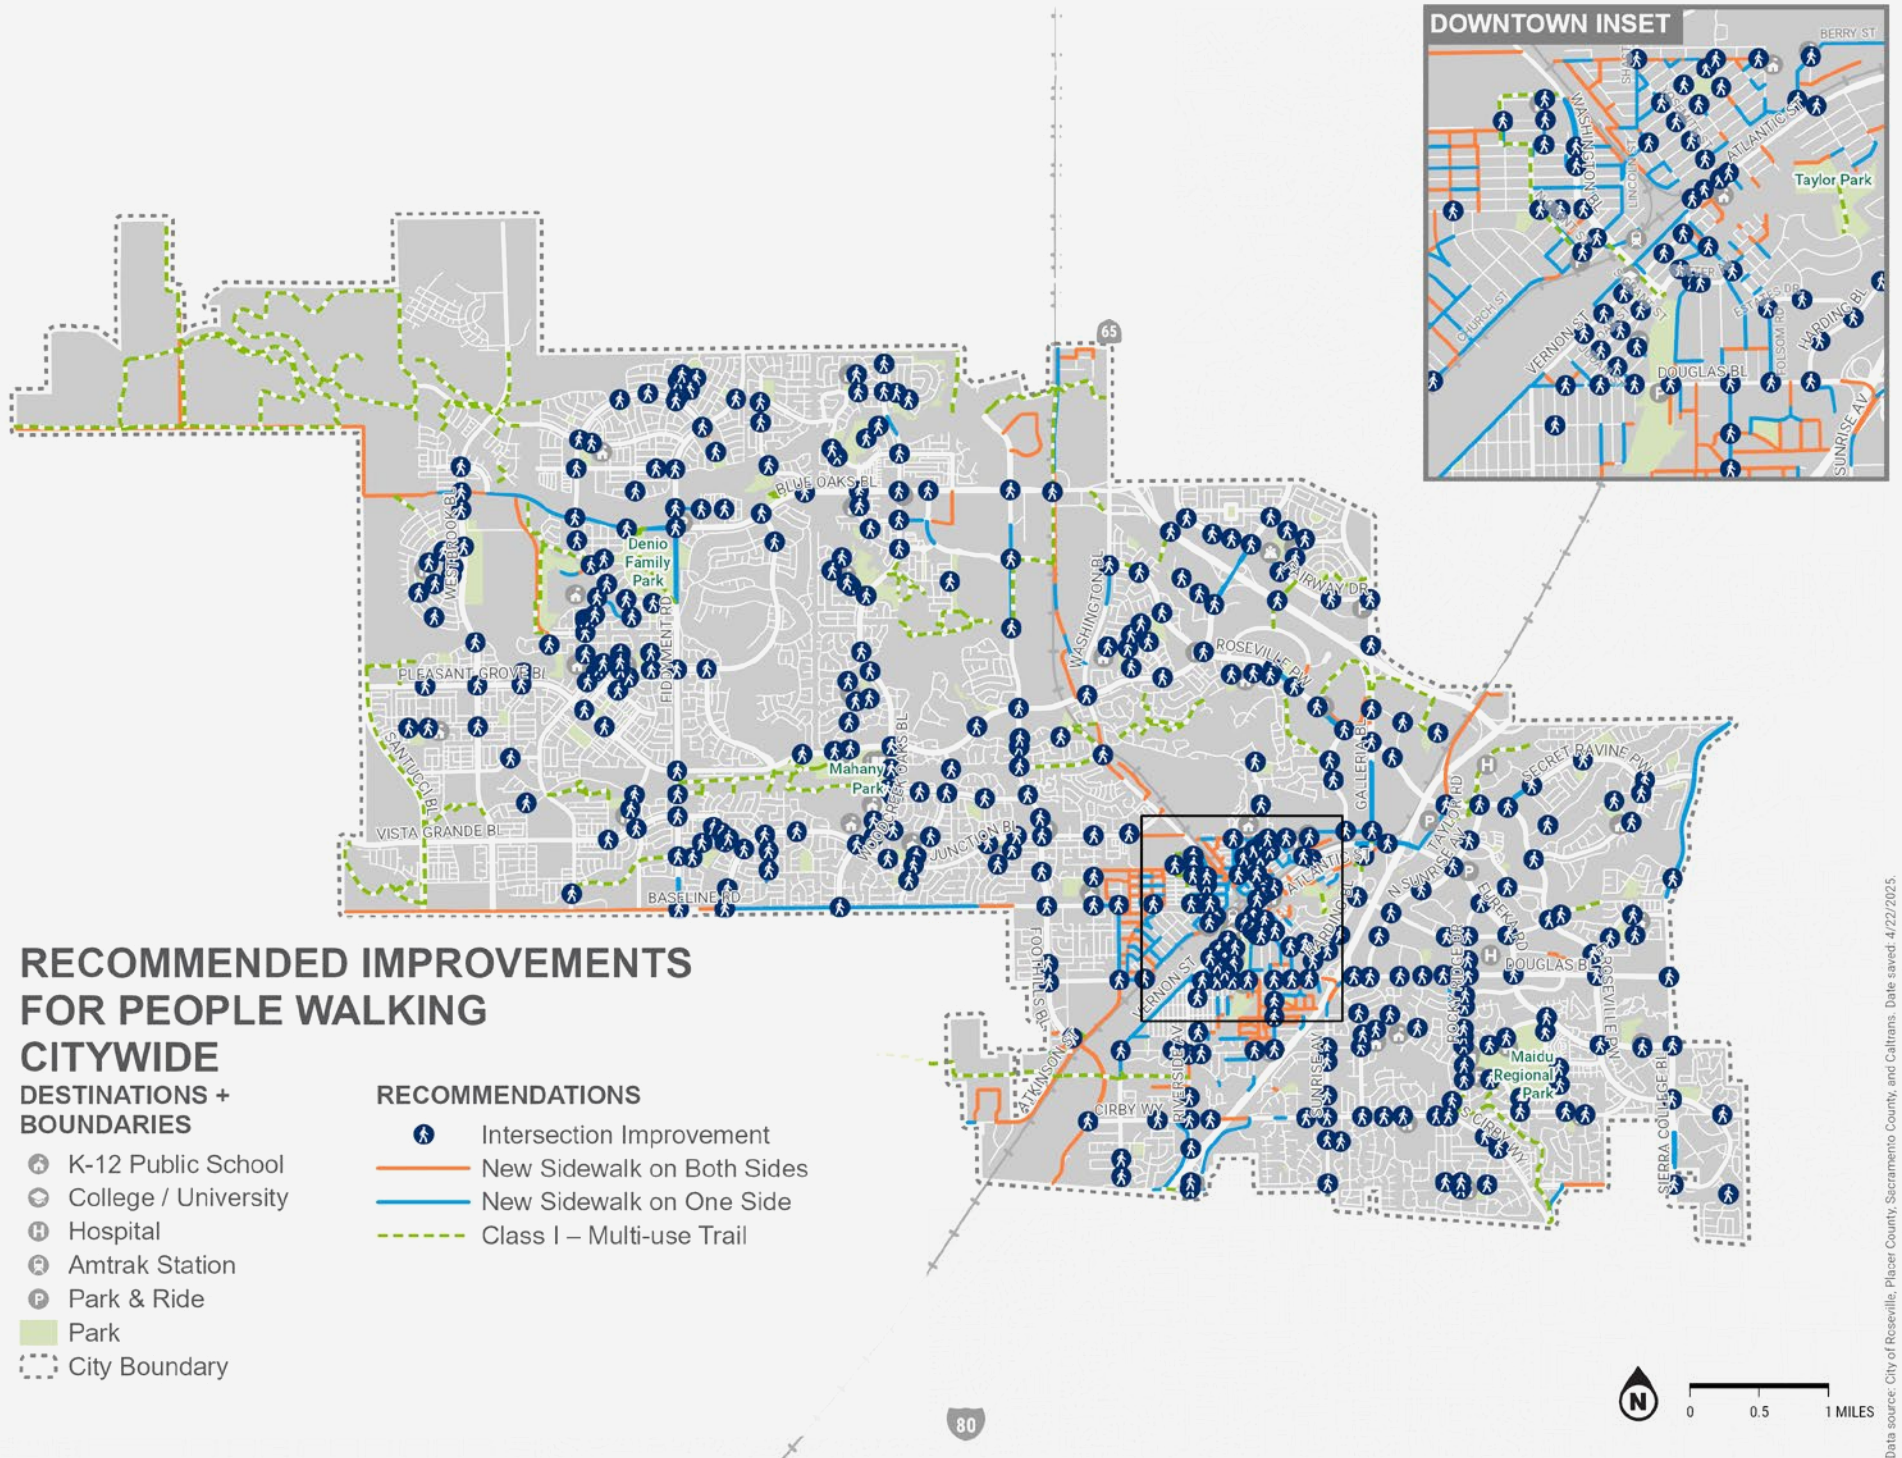 DOWNTOWN INSET
BERRY ST
WASHINGTON BL
LINCOLN ST
ATLANTIC ST
Taylor Park
CHURCH ST
VERNON ST
ESTATES DR
FOLSOM RD
HARDING BL
DOUGLAS BL
SUNRISE AV
65
BLUE OAKS BL
WESTBROOK BL
Denio
Family
Park
FIDDYMENT RD
WASHINGTON BL
FAIRWAY DR
ROSEVILLE PW
PLEASANT GROVE BL
SANTUCCI BL
WOODCREEK OAKS BL
Mahany
Park
GALLERIA BL
SECRET RAVINE PW
TAYLOR RD
VISTA GRANDE BL
JUNCTION BL
N SUNRISE AV
ATLANTIC ST
EUREKA RD
BASELINE RD
HARDING BL
FOOTHILLS BL
VERNON ST
ROCKY RIDGE DR
DOUGLAS BL
E ROSEVILLE PW
ATKINSON ST
RIVERSIDE AV
SUNRISE AV
Maidu
Regional
Park
CIRBY WY
S CIRBY WY
SIERRA COLLEGE BL
RECOMMENDED IMPROVEMENTS
FOR PEOPLE WALKING
CITYWIDE
DESTINATIONS +
BOUNDARIES
K-12 Public School
College / University
H Hospital
Amtrak Station
P Park & Ride
Park
City Boundary
RECOMMENDATIONS
Intersection Improvement
New Sidewalk on Both Sides
New Sidewalk on One Side
Class I – Multi-use Trail
80
N
0 0.5 1 MILES
Data source: City of Roseville, Placer County, Sacramento County, and Caltrans. Date saved: 4/22/2025.